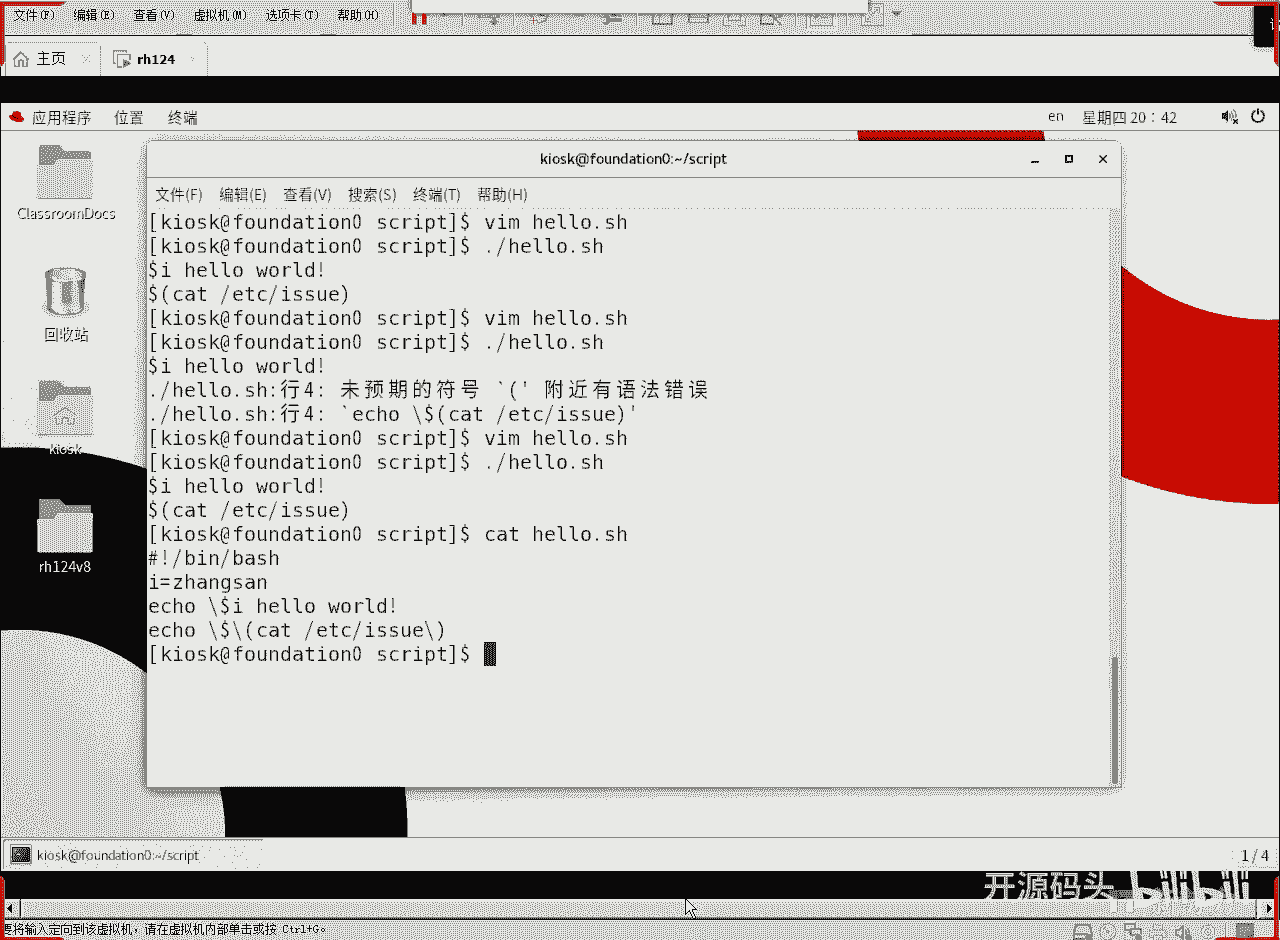 文件(F) 编辑(E) 查看(V) 虚拟机(M) 选项卡(T) 帮助(H)
主页 rh124
应用程序 位置 终端 en 星期四 20：42
ClassroomDocs
回收站
kiosk
rh124v8
kiosk@foundation0:~/script
文件(F) 编辑(E) 查看(V) 搜索(S) 终端(T) 帮助(H)
[kiosk@foundation0 script]$ vim hello.sh
[kiosk@foundation0 script]$ ./hello.sh
$i hello world!
$(cat /etc/issue)
[kiosk@foundation0 script]$ vim hello.sh
[kiosk@foundation0 script]$ ./hello.sh
$i hello world!
./hello.sh:行4: 未预期的符号 `(' 附近有语法错误
./hello.sh:行4: `echo \$(cat /etc/issue)'
[kiosk@foundation0 script]$ vim hello.sh
[kiosk@foundation0 script]$ ./hello.sh
$i hello world!
$(cat /etc/issue)
[kiosk@foundation0 script]$ cat hello.sh
#!/bin/bash
i=zhangsan
echo \$i hello world!
echo \$\(cat /etc/issue\)
[kiosk@foundation0 script]$
kiosk@foundation0:~/script 1 / 4
开源码头 bilibili
要将输入定向到该虚拟机，请在虚拟机内部单击或按 Ctrl+G。